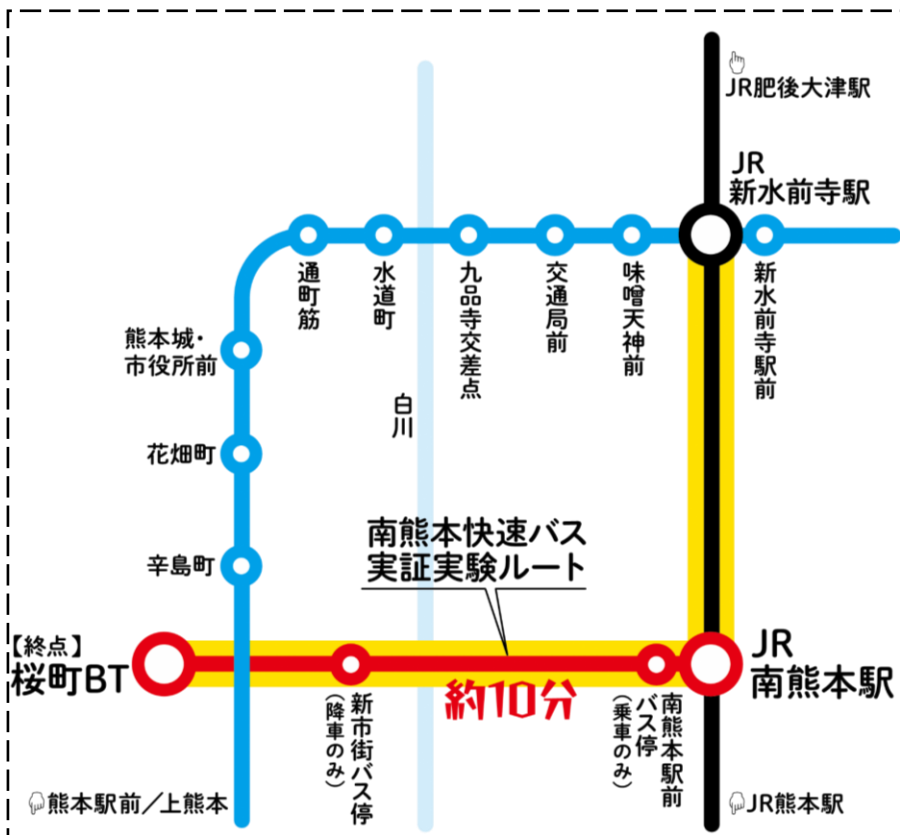 JR肥後大津駅
JR
新水前寺駅
通町筋
水道町
九品寺交差点
交通局前
味噌天神前
新水前寺駅前
熊本城・
市役所前
白川
花畑町
南熊本快速バス
実証実験ルート
辛島町
【終点】
桜町BT
JR
南熊本駅
約10分
新市街バス停
(降車のみ)
南熊本駅前
バス停
(乗車のみ)
熊本駅前/上熊本
JR熊本駅